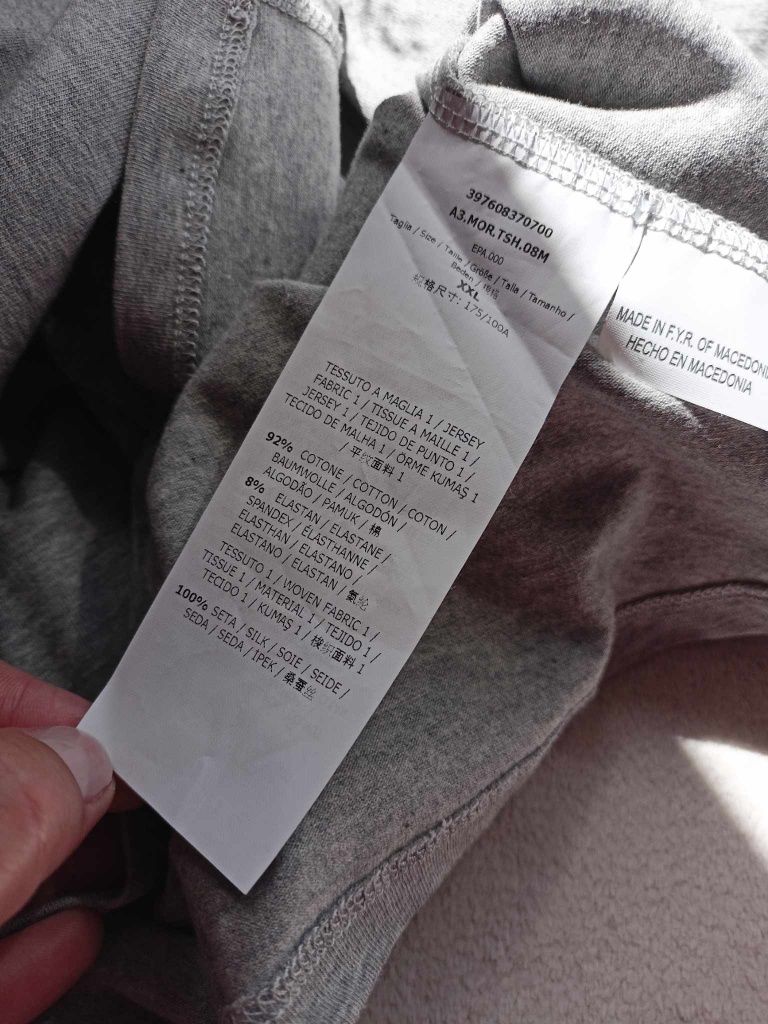 397608370700
A3.MOR.TSH.08M
EPA.000
Taglia / Size / Taille / Größe / Talla / Tamanho /
Beden / 规格
XXL
规格尺寸: 175/100A
TESSUTO A MAGLIA 1 / JERSEY
FABRIC 1 / TISSUE A MAILLE 1 /
JERSEY 1 / TEJIDO DE PUNTO 1 /
TECIDO DE MALHA 1 / ÖRME KUMAŞ 1
/ 平纹面料 1
92% COTONE / COTTON / COTON /
BAUMWOLLE / ALGODÓN /
ALGODÃO / PAMUK / 棉
8% ELASTAN / ELASTANE /
SPANDEX / ELASTHANNE /
ELASTHAN / ELASTANO /
ELASTANO / ELASTAN / 氨纶
TESSUTO 1 / WOVEN FABRIC 1 /
TISSUE 1 / MATERIAL 1 / TEJIDO 1 /
TECIDO 1 / KUMAŞ 1 / 梭织面料 1
100% SETA / SILK / SOIE / SEIDE /
SEDA / SEDA / İPEK / 桑蚕丝
MADE IN F.Y.R. OF MACEDONI
HECHO EN MACEDONIA